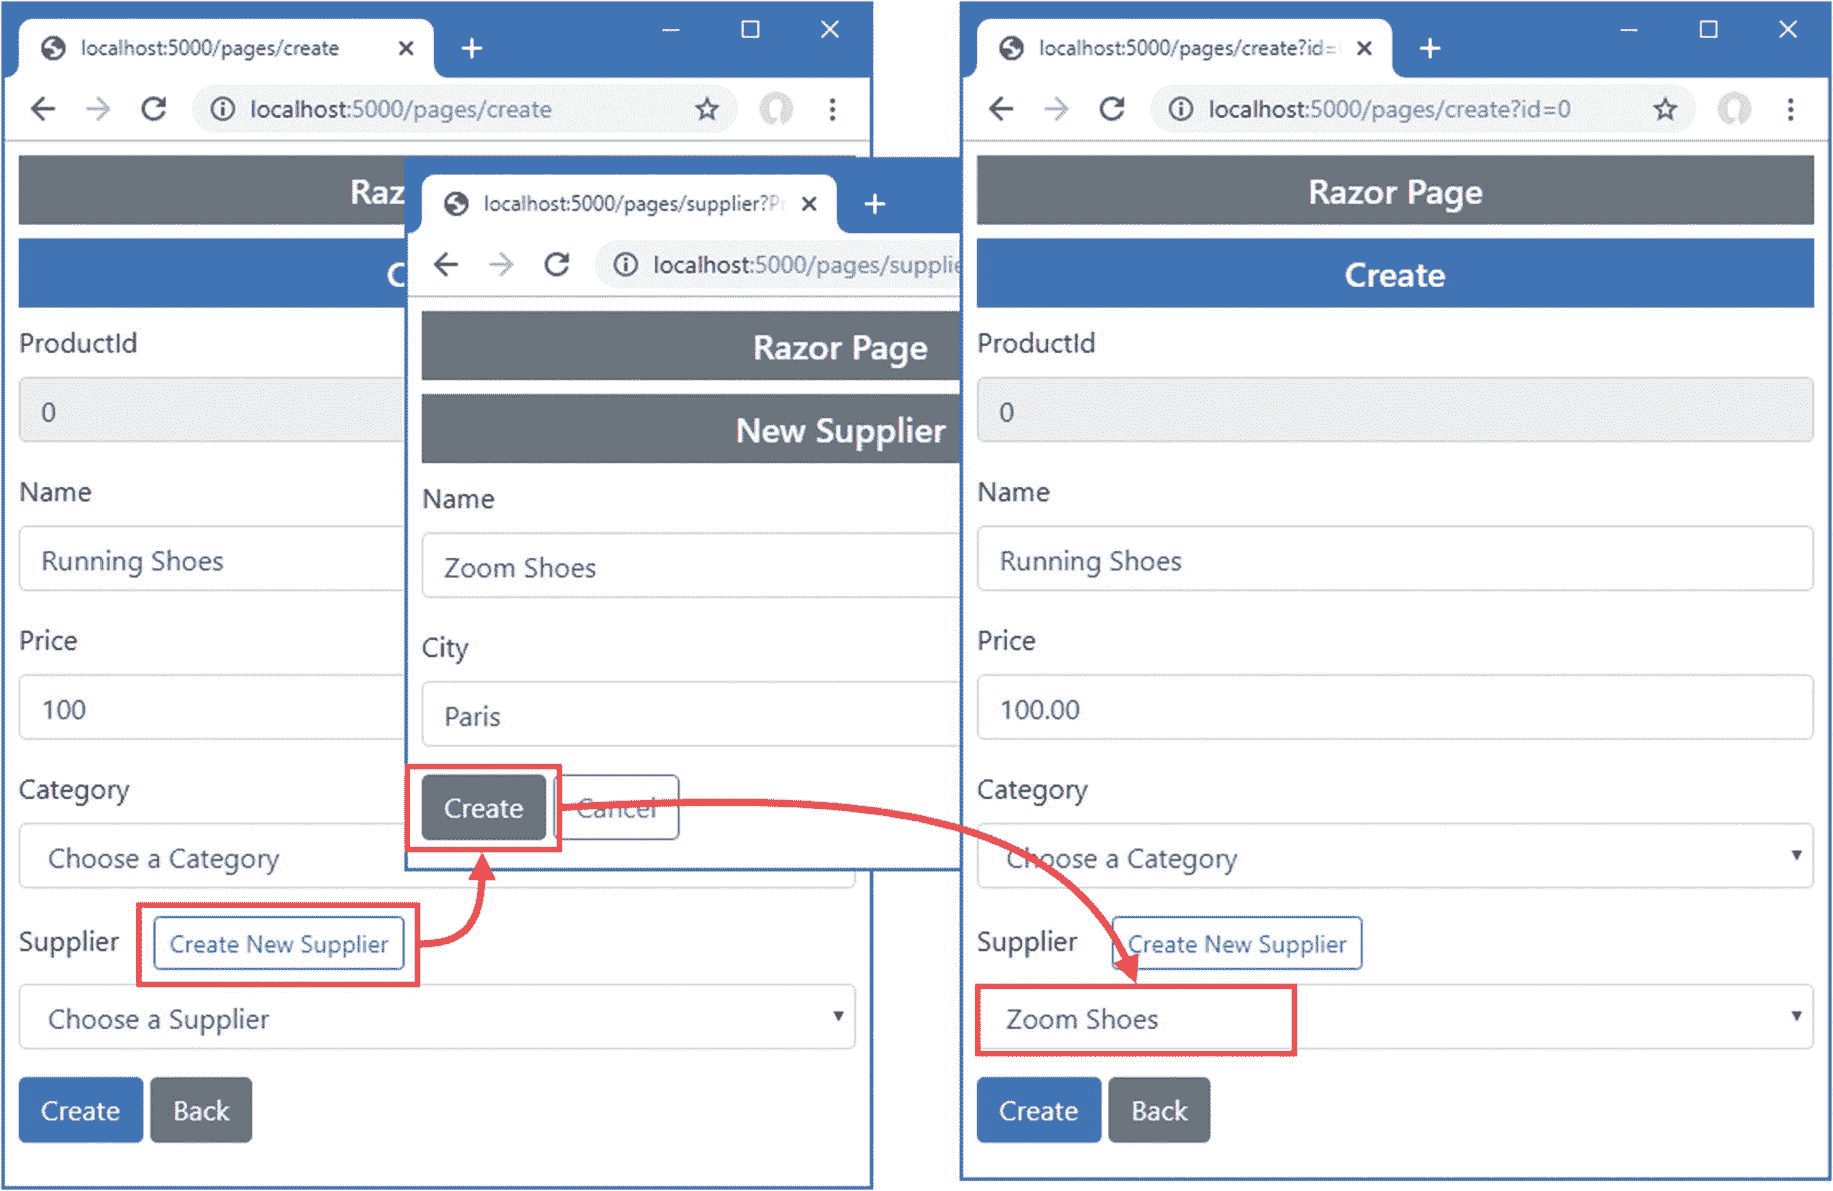 localhost:5000/pages/create
localhost:5000/pages/create
Raz
C
ProductId
0
Name
Running Shoes
Price
100
Category
Choose a Category
Supplier
Create New Supplier
Choose a Supplier
Create
Back
localhost:5000/pages/supplier?P
localhost:5000/pages/supplie
Razor Page
New Supplier
Name
Zoom Shoes
City
Paris
Create
Cancel
localhost:5000/pages/create?id=
localhost:5000/pages/create?id=0
Razor Page
Create
ProductId
0
Name
Running Shoes
Price
100.00
Category
Choose a Category
Supplier
Create New Supplier
Zoom Shoes
Create
Back